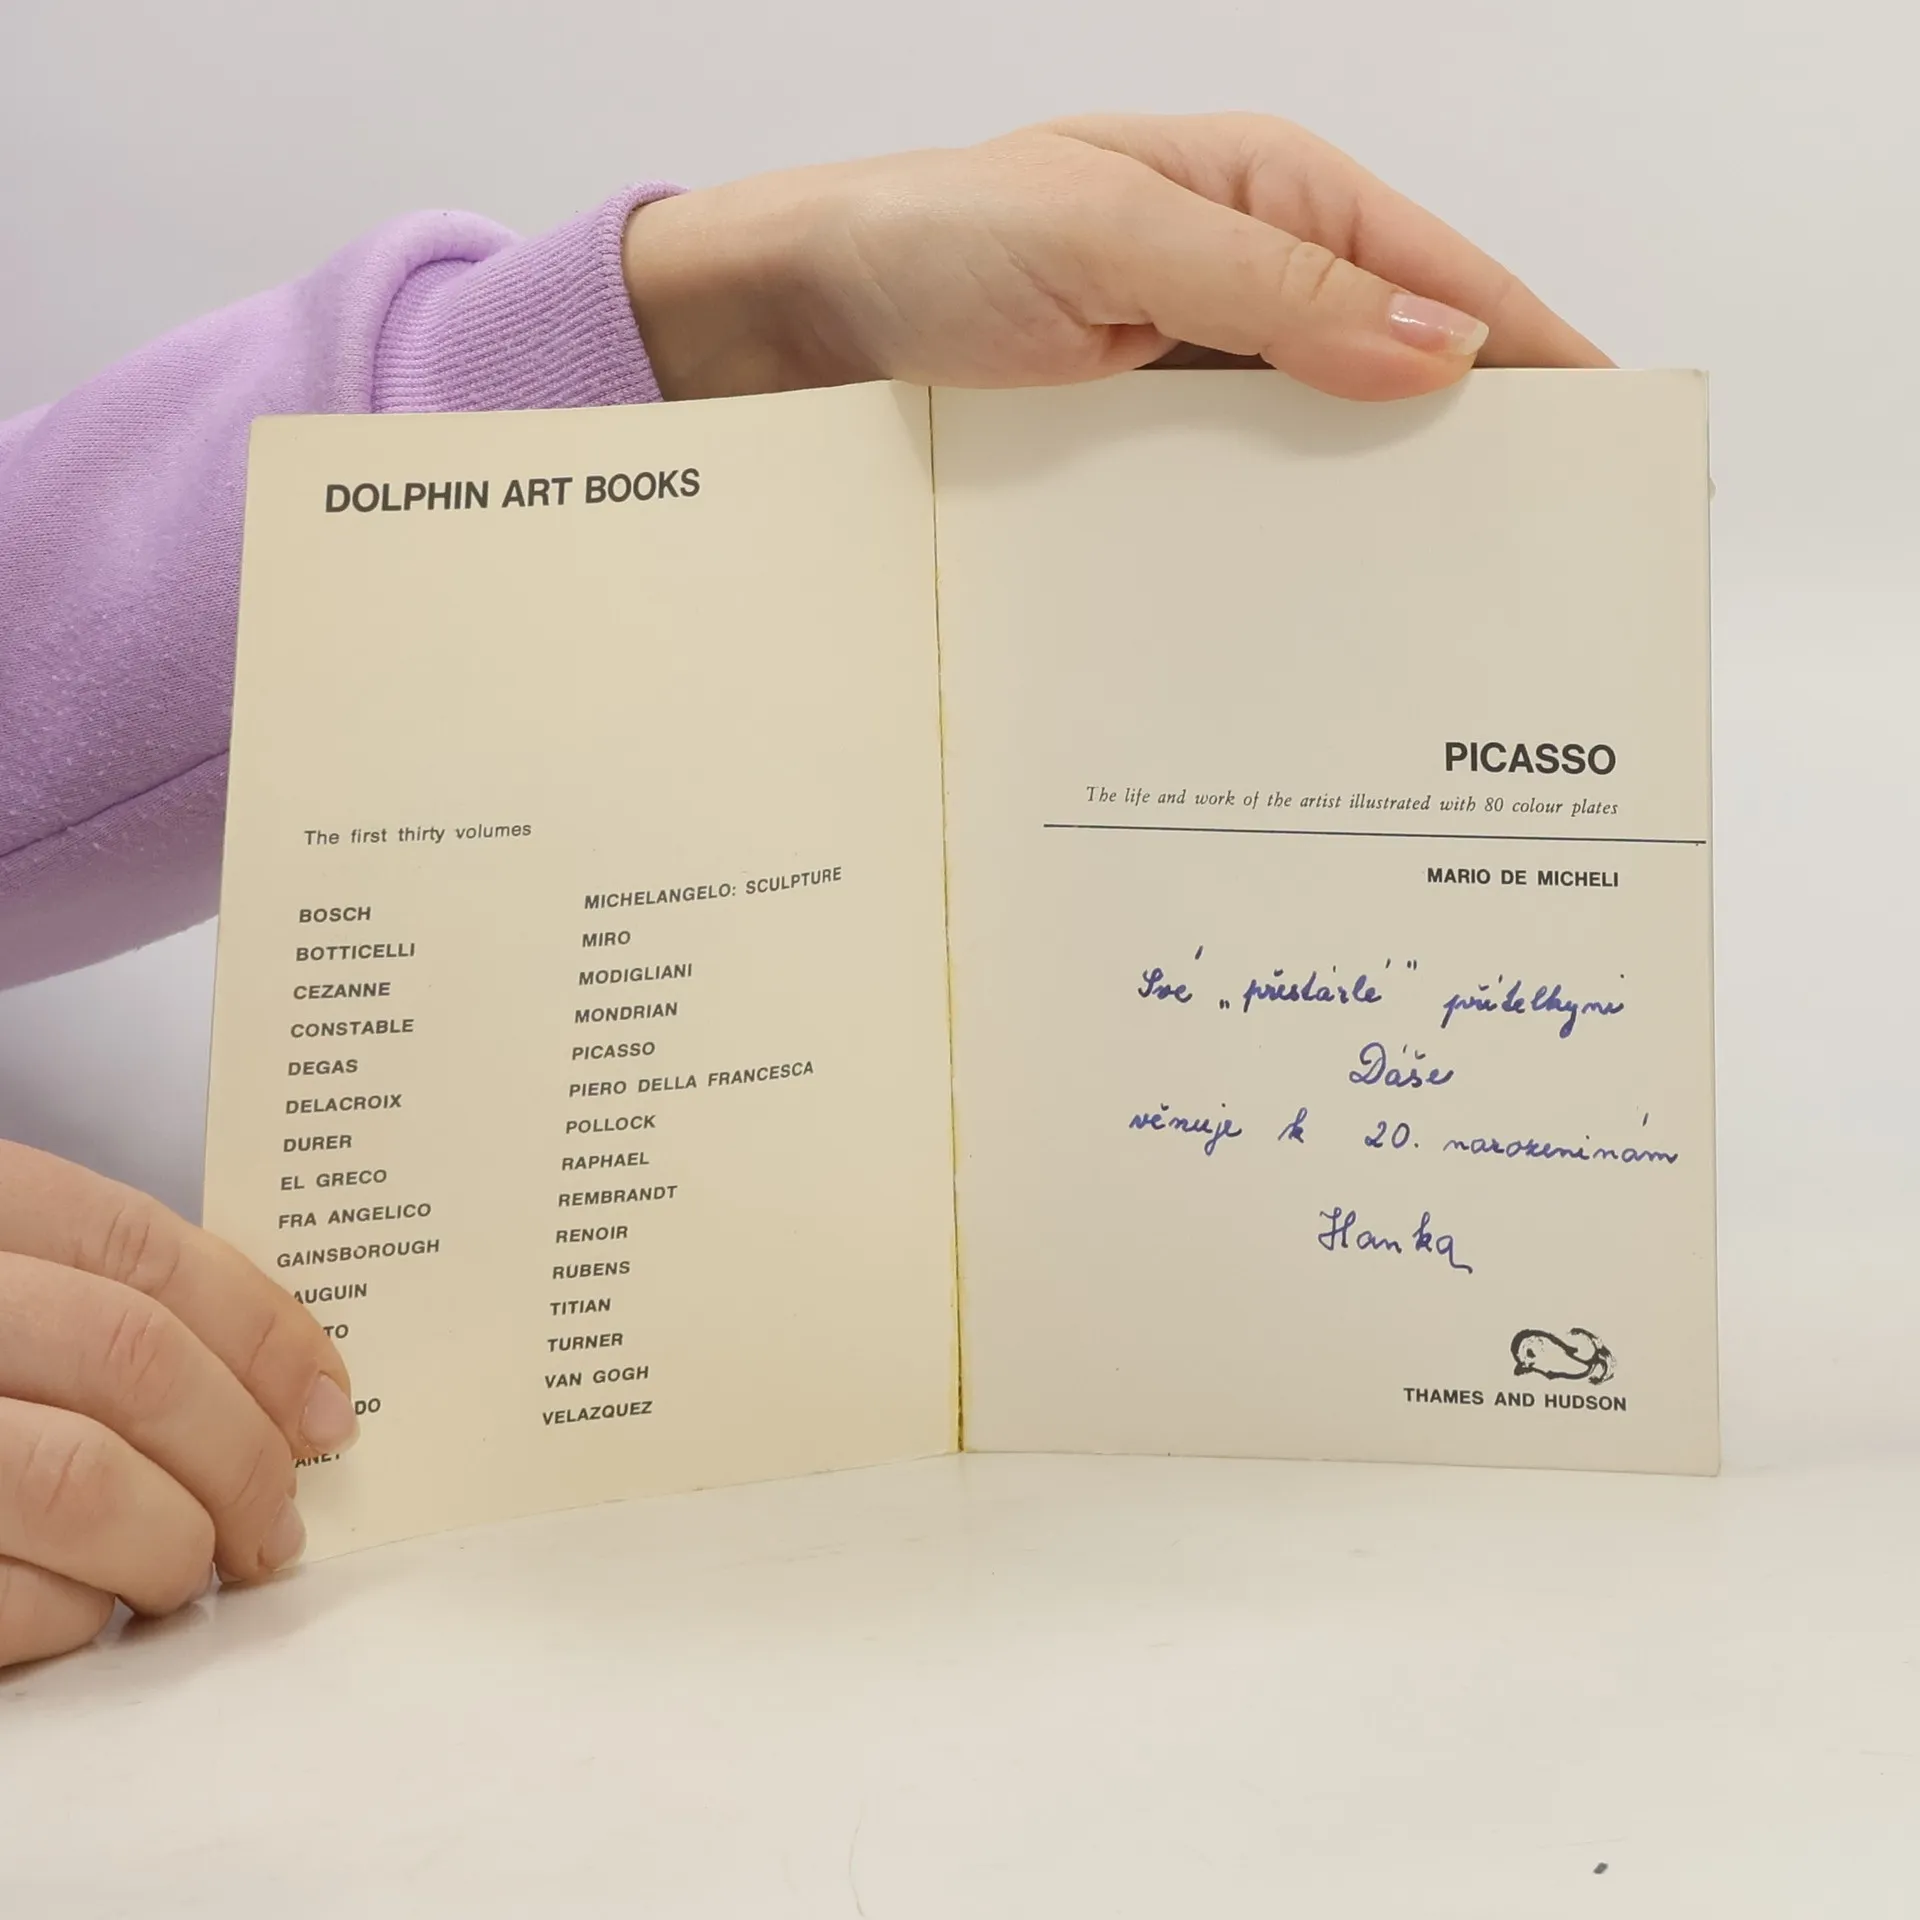 DOLPHIN ART BOOKS
The first thirty volumes
BOSCH
BOTTICELLI
CEZANNE
CONSTABLE
DEGAS
DELACROIX
DURER
EL GRECO
FRA ANGELICO
GAINSBOROUGH
AUGUIN
TO
DO
MICHELANGELO: SCULPTURE
MIRO
MODIGLIANI
MONDRIAN
PICASSO
PIERO DELLA FRANCESCA
POLLOCK
RAPHAEL
REMBRANDT
RENOIR
RUBENS
TITIAN
TURNER
VAN GOGH
VELAZQUEZ
PICASSO
The life and work of the artist illustrated with 80 colour plates
MARIO DE MICHELI
Své „přestárlé" přítelkyni
Dáše
věnuje k 20. narozeninám
Hanka
THAMES AND HUDSON